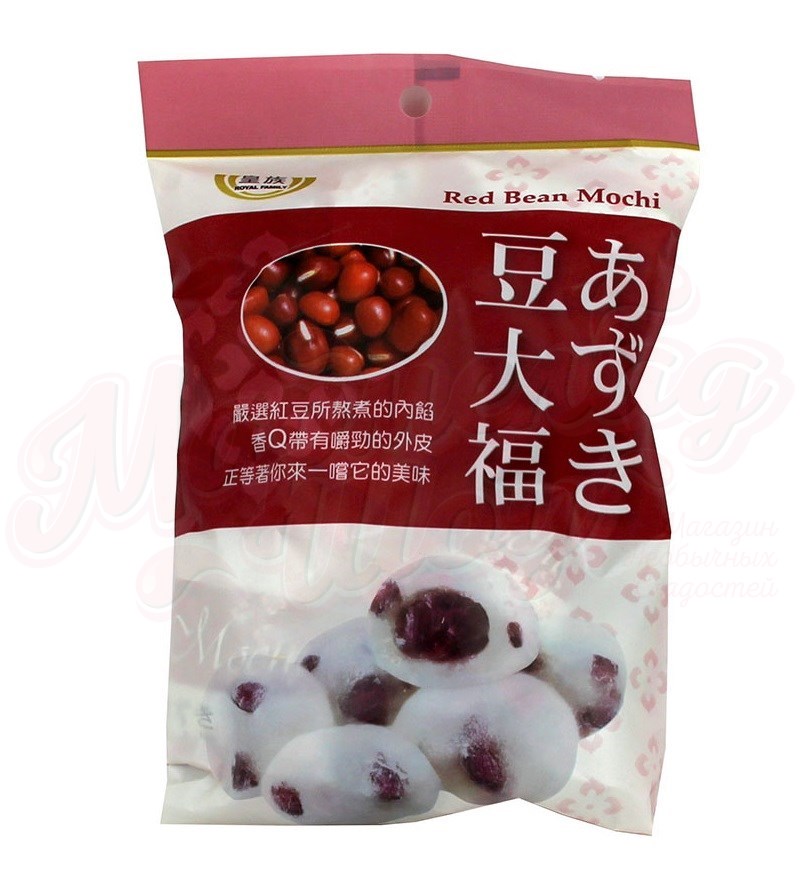 皇族
ROYAL FAMILY
Red Bean Mochi
あずき
豆大福
嚴選紅豆所熬煮的內餡
香Q帶有嚼勁的外皮
正等著你來一嚐它的美味
Mochi
Магазин
необычных
сладостей